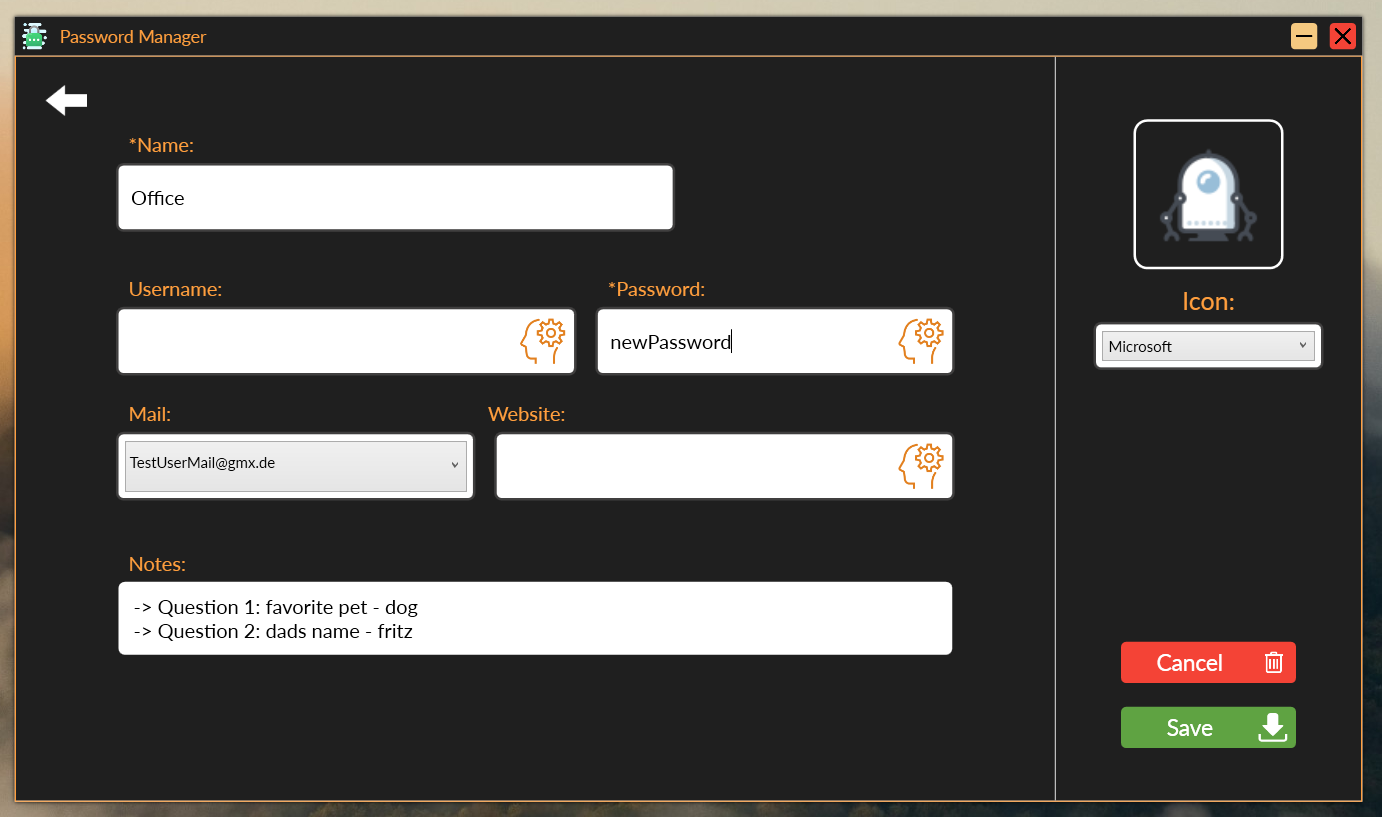 Password Manager
*Name:
Office
Username:
*Password:
newPassword
Mail:
Website:
TestUserMail@gmx.de
Notes:
-> Question 1: favorite pet - dog
-> Question 2: dads name - fritz
Icon:
Microsoft
Cancel
Save